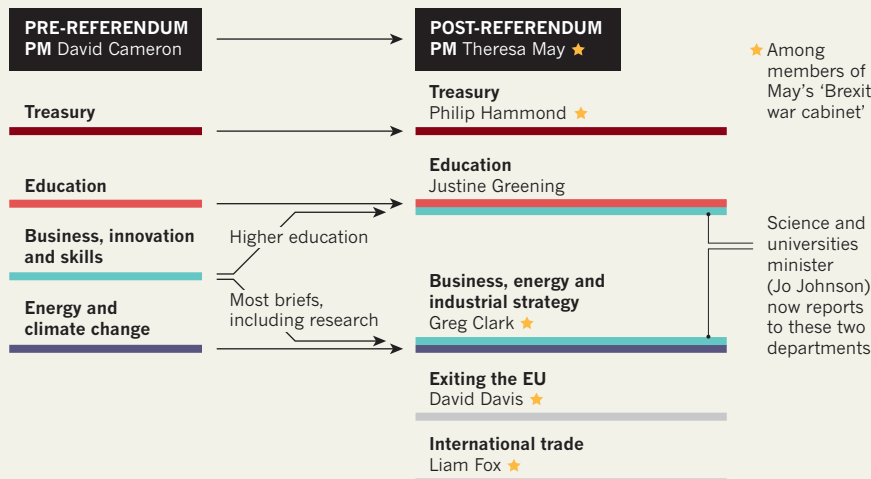 PRE-REFERENDUM
PM David Cameron
Treasury
Education
Business, innovation
and skills
Energy and
climate change
Higher education
Most briefs,
including research
POST-REFERENDUM
PM Theresa May ★
Treasury
Philip Hammond ★
Education
Justine Greening
Business, energy and
industrial strategy
Greg Clark ★
Exiting the EU
David Davis ★
International trade
Liam Fox ★
★ Among
members of
May's ‘Brexit
war cabinet’
Science and
universities
minister
(Jo Johnson)
now reports
to these two
departments